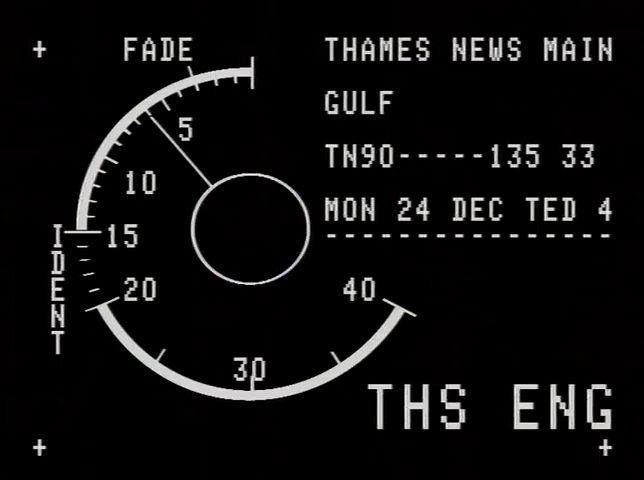 FADE
THAMES NEWS MAIN
GULF
TN90-----135 33
MON 24 DEC TED 4
----------------
5
10
15
20
30
40
IDENT
THS ENG